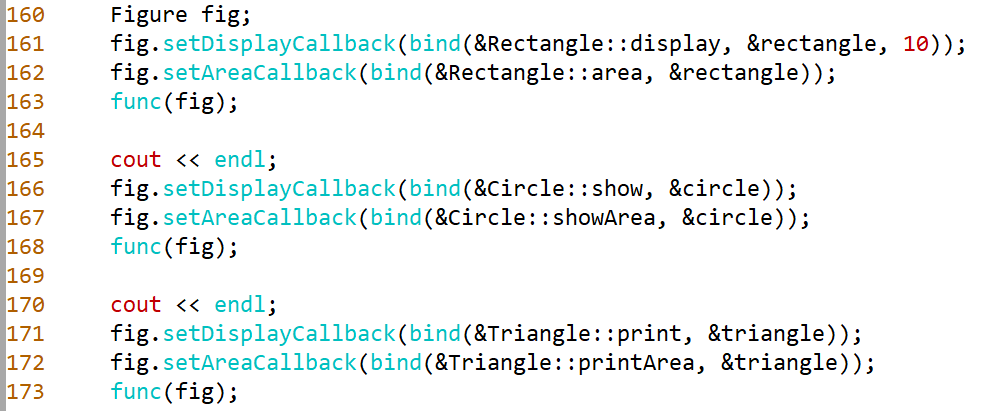 160 Figure fig;
161 fig.setDisplayCallback(bind(&Rectangle::display, &rectangle, 10));
162 fig.setAreaCallback(bind(&Rectangle::area, &rectangle));
163 func(fig);
164
165 cout << endl;
166 fig.setDisplayCallback(bind(&Circle::show, &circle));
167 fig.setAreaCallback(bind(&Circle::showArea, &circle));
168 func(fig);
169
170 cout << endl;
171 fig.setDisplayCallback(bind(&Triangle::print, &triangle));
172 fig.setAreaCallback(bind(&Triangle::printArea, &triangle));
173 func(fig);